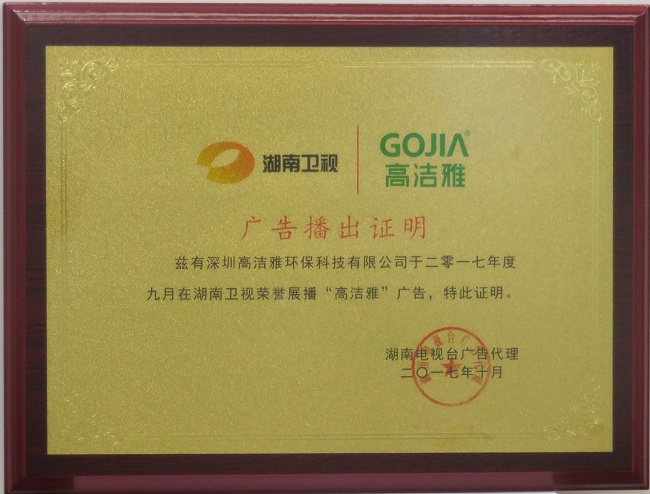 湖南卫视
GOJIA®
高洁雅
广告播出证明
兹有深圳高洁雅环保科技有限公司于二零一七年度
九月在湖南卫视荣誉展播“高洁雅”广告，特此证明。
湖南电视台广告代理
二〇一七年十月